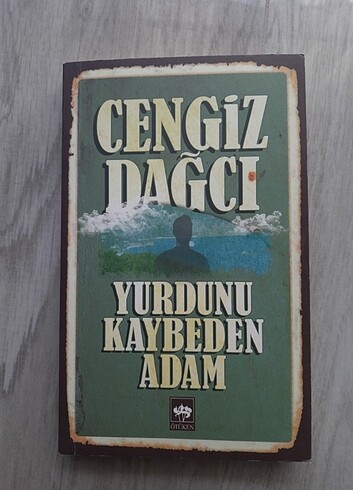 CENGİZ
DAĞCI
YURDUNU
KAYBEDEN
ADAM
ÖTÜKEN